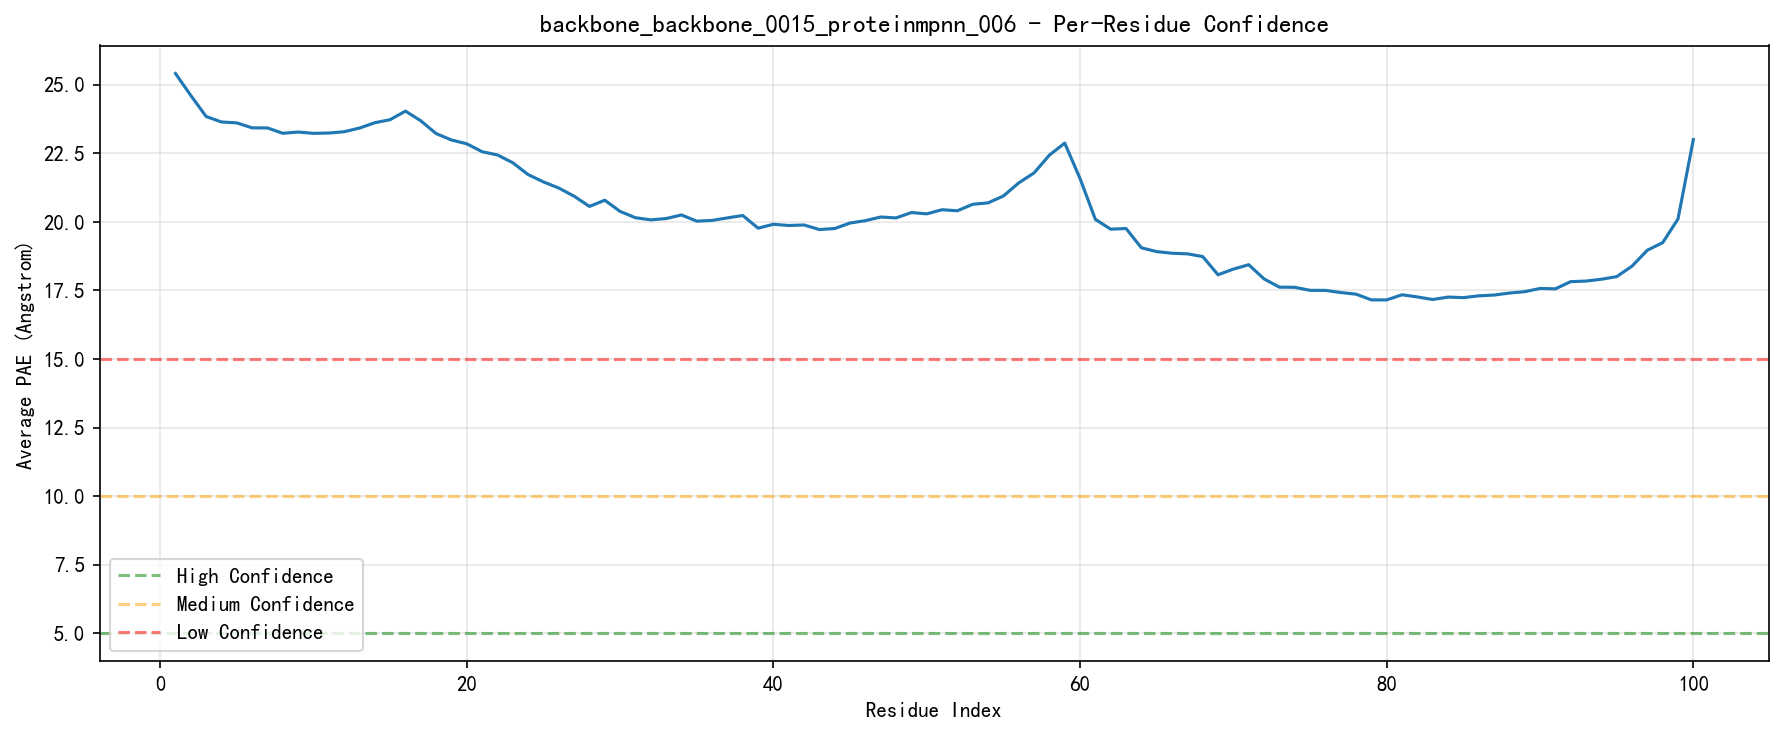 backbone_backbone_0015_proteinmpnn_006 - Per-Residue Confidence
Average PAE (Angstrom)
25.0
22.5
20.0
17.5
15.0
12.5
10.0
7.5
5.0
High Confidence
Medium Confidence
Low Confidence
0 20 40 60 80 100
Residue Index